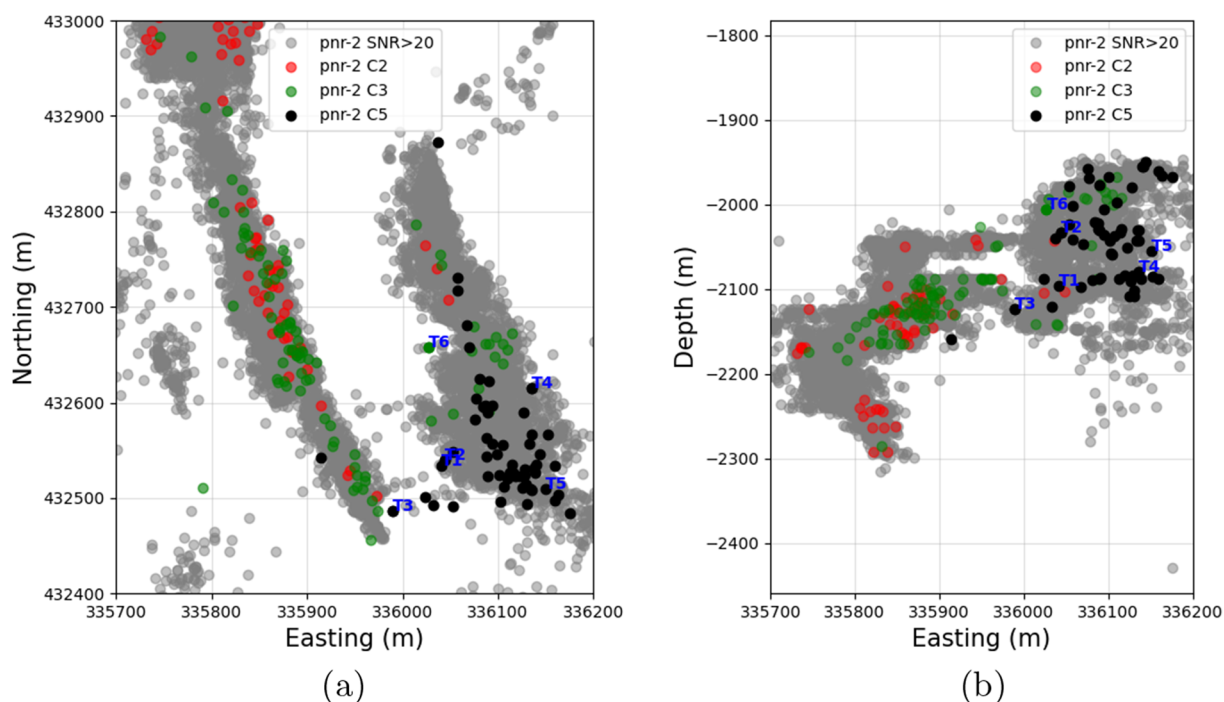 433000
432900
432800
432700
432600
432500
432400
Northing (m)
pnr-2 SNR>20
pnr-2 C2
pnr-2 C3
pnr-2 C5
T6
T4
T2
T1
T5
T3
335700
335800
335900
336000
336100
336200
Easting (m)
(a)
−1800
−1900
−2000
−2100
−2200
−2300
−2400
Depth (m)
pnr-2 SNR>20
pnr-2 C2
pnr-2 C3
pnr-2 C5
T6
T2
T5
T4
T1
T3
335700
335800
335900
336000
336100
336200
Easting (m)
(b)